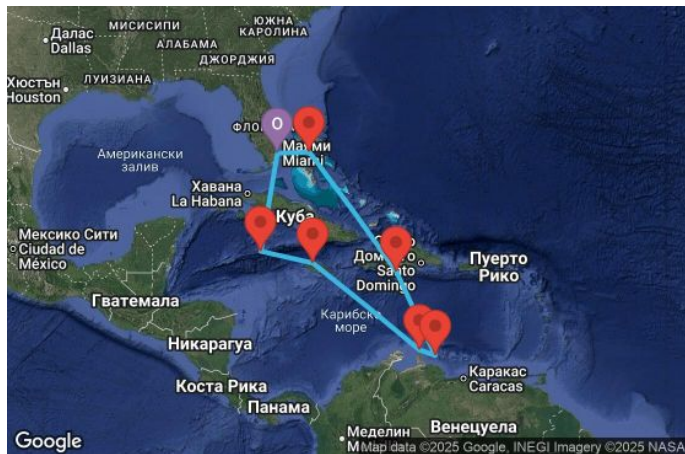 Далас
Dallas
МИСИСИПИ
ЮЖНА
КАРОЛИНА
АЛАБАМА
ДЖОРДЖИЯ
Хюстън
Houston
ЛУИЗИАНА
O
Маями
Miami
Американски
залив
Хавана
La Habana
Куба
Мексико Сити
Ciudad de
México
Santo
Domingo
Пуерто
Рико
Гватемала
Карибско
море
Никарагуа
Коста Рика
Каракас
Caracas
Панама
Венецуела
Меделин
Google
Map data ©2025 Google, INEGI Imagery ©2025 NASA